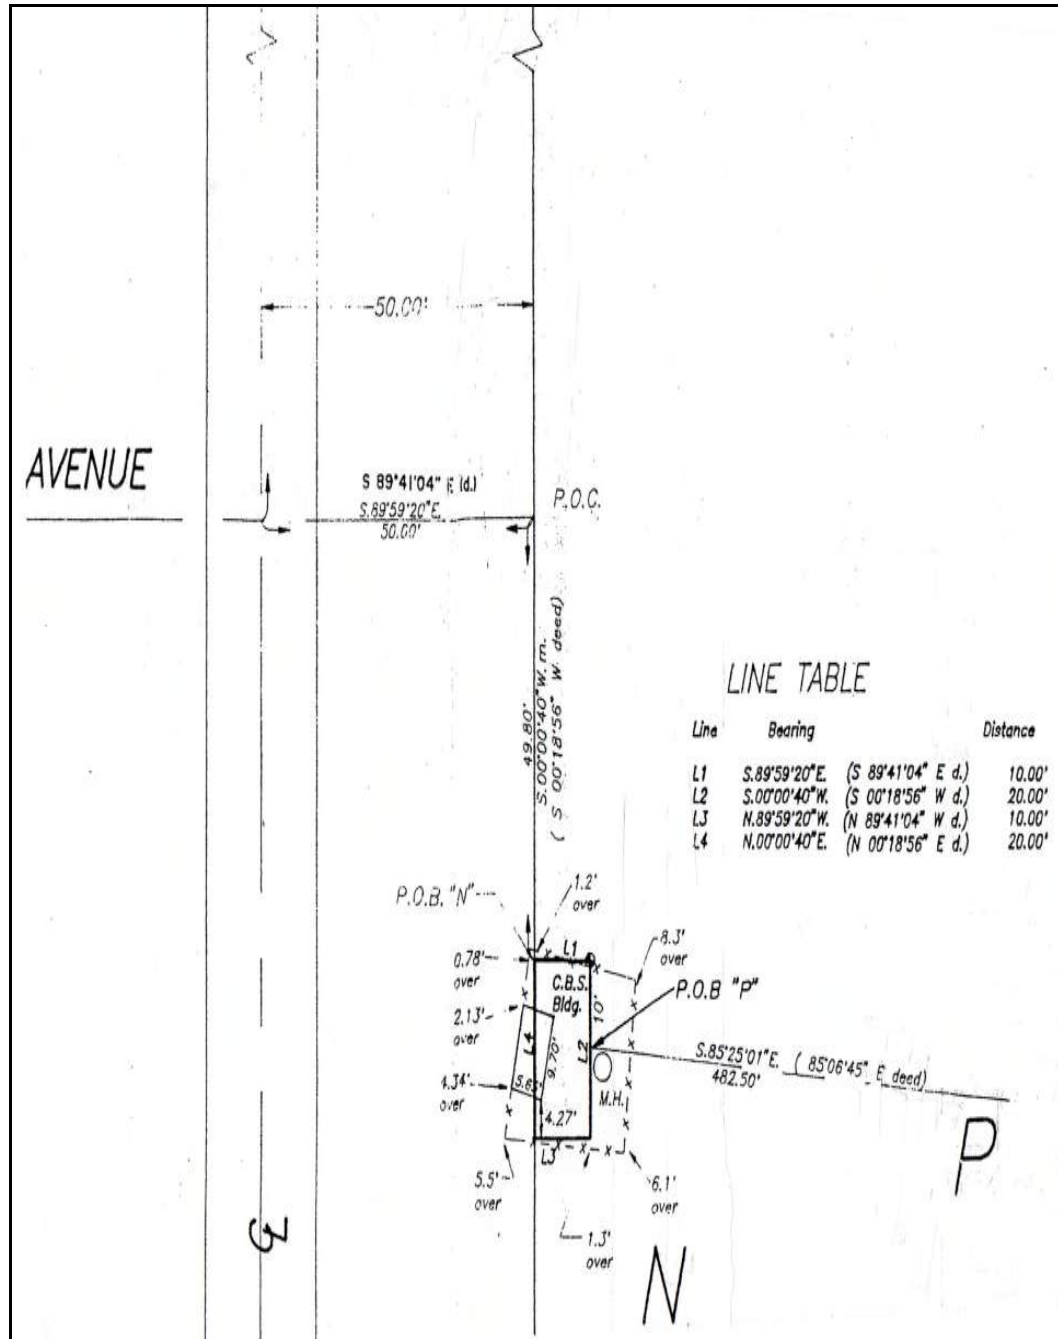 50.00'
AVENUE
S 89°41'04" E (d.)
S.89°59'20"E.
50.00'
P.O.C.
49.80'
S.00°00'40"W. m.
( S 00°18'56" W deed)
LINE TABLE
Line Bearing Distance
L1 S.89°59'20"E. (S 89°41'04" E d.) 10.00'
L2 S.00°00'40"W. (S 00°18'56" W d.) 20.00'
L3 N.89°59'20"W. (N 89°41'04" W d.) 10.00'
L4 N.00°00'40"E. (N 00°18'56" E d.) 20.00'
P.O.B. "N"
1.2'
over
L1
8.3'
over
0.78'
over
C.B.S.
Bldg.
10'
P.O.B "P"
2.13'
over
L4
9.70'
L2
S.85°25'01"E. ( 85°06'45" E deed)
482.50'
4.34'
over
M.H.
4.27'
L3
P
5.5'
over
6.1'
over
1.3'
over
3
N